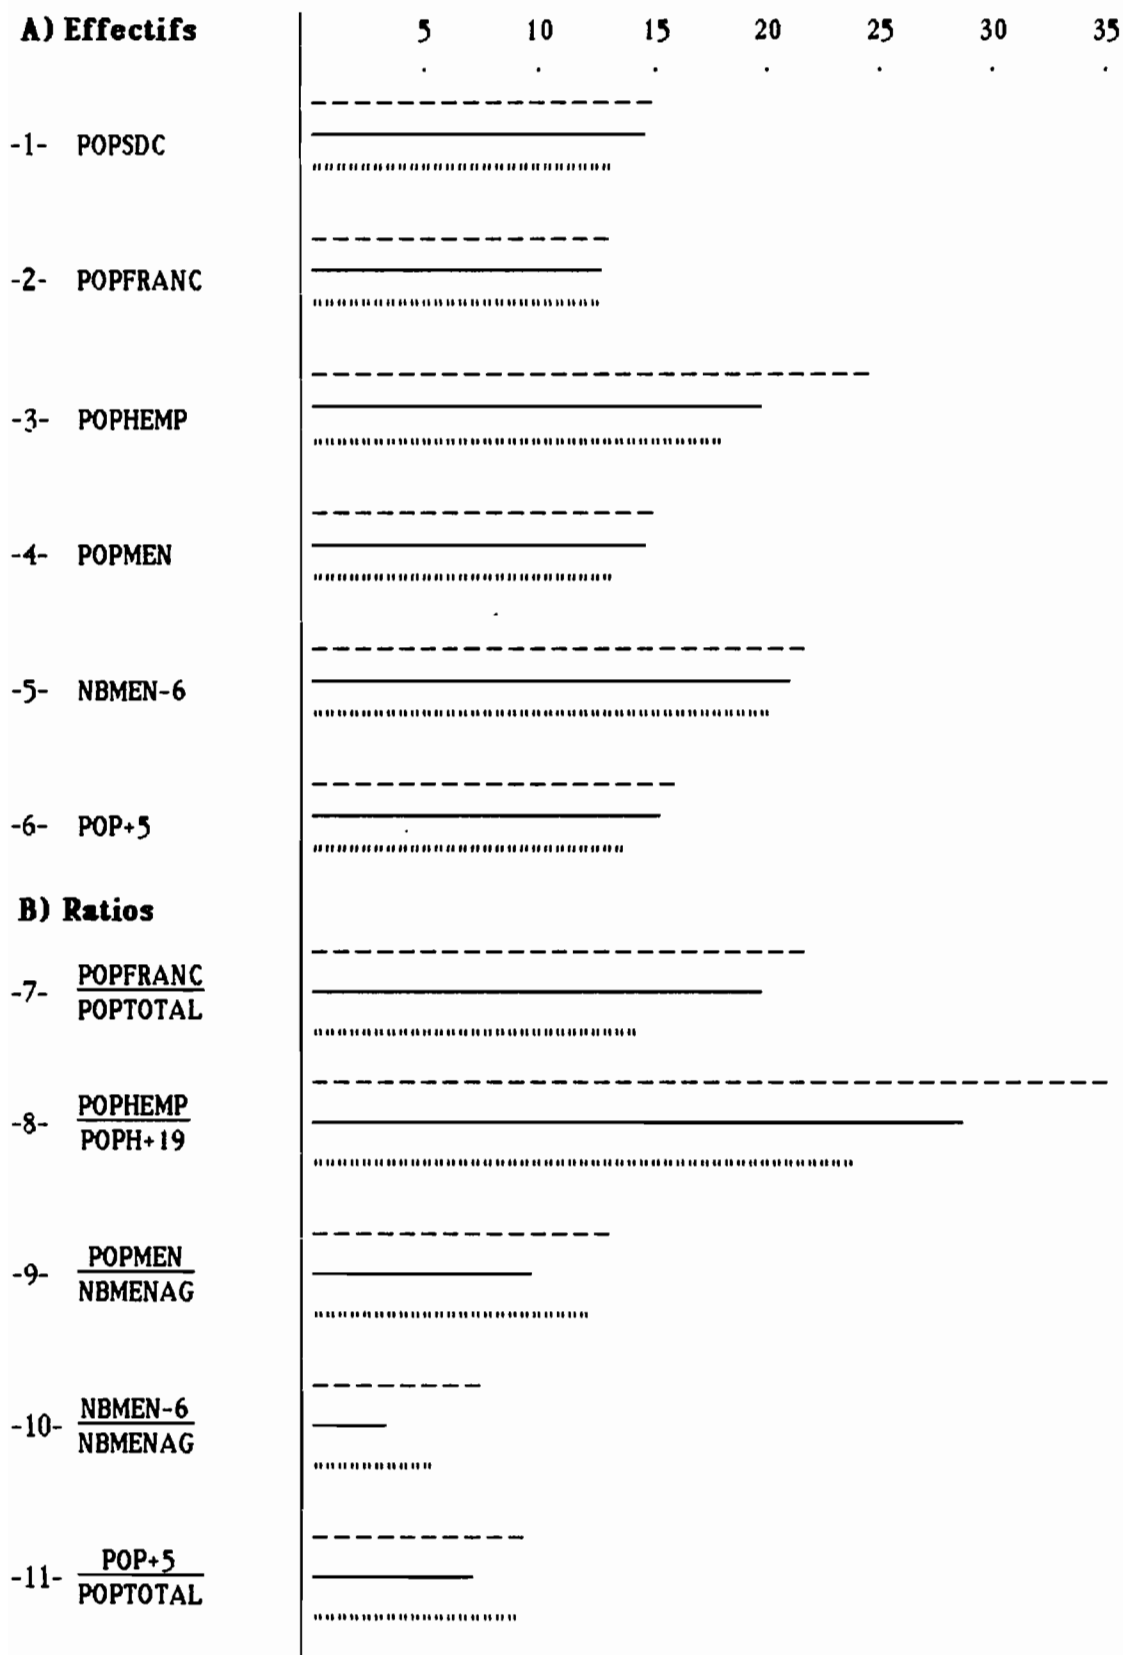 A) Effectifs 5 10 15 20 25 30 35
-1- POPSDC
-2- POPFRANC
-3- POPHEMP
-4- POPMEN
-5- NBMEN-6
-6- POP+5
B) Ratios
-7- POPFRANC
POPTOTAL
-8- POPHEMP
POPH+19
-9- POPMEN
NBMENAG
-10- NBMEN-6
NBMENAG
-11- POP+5
POPTOTAL